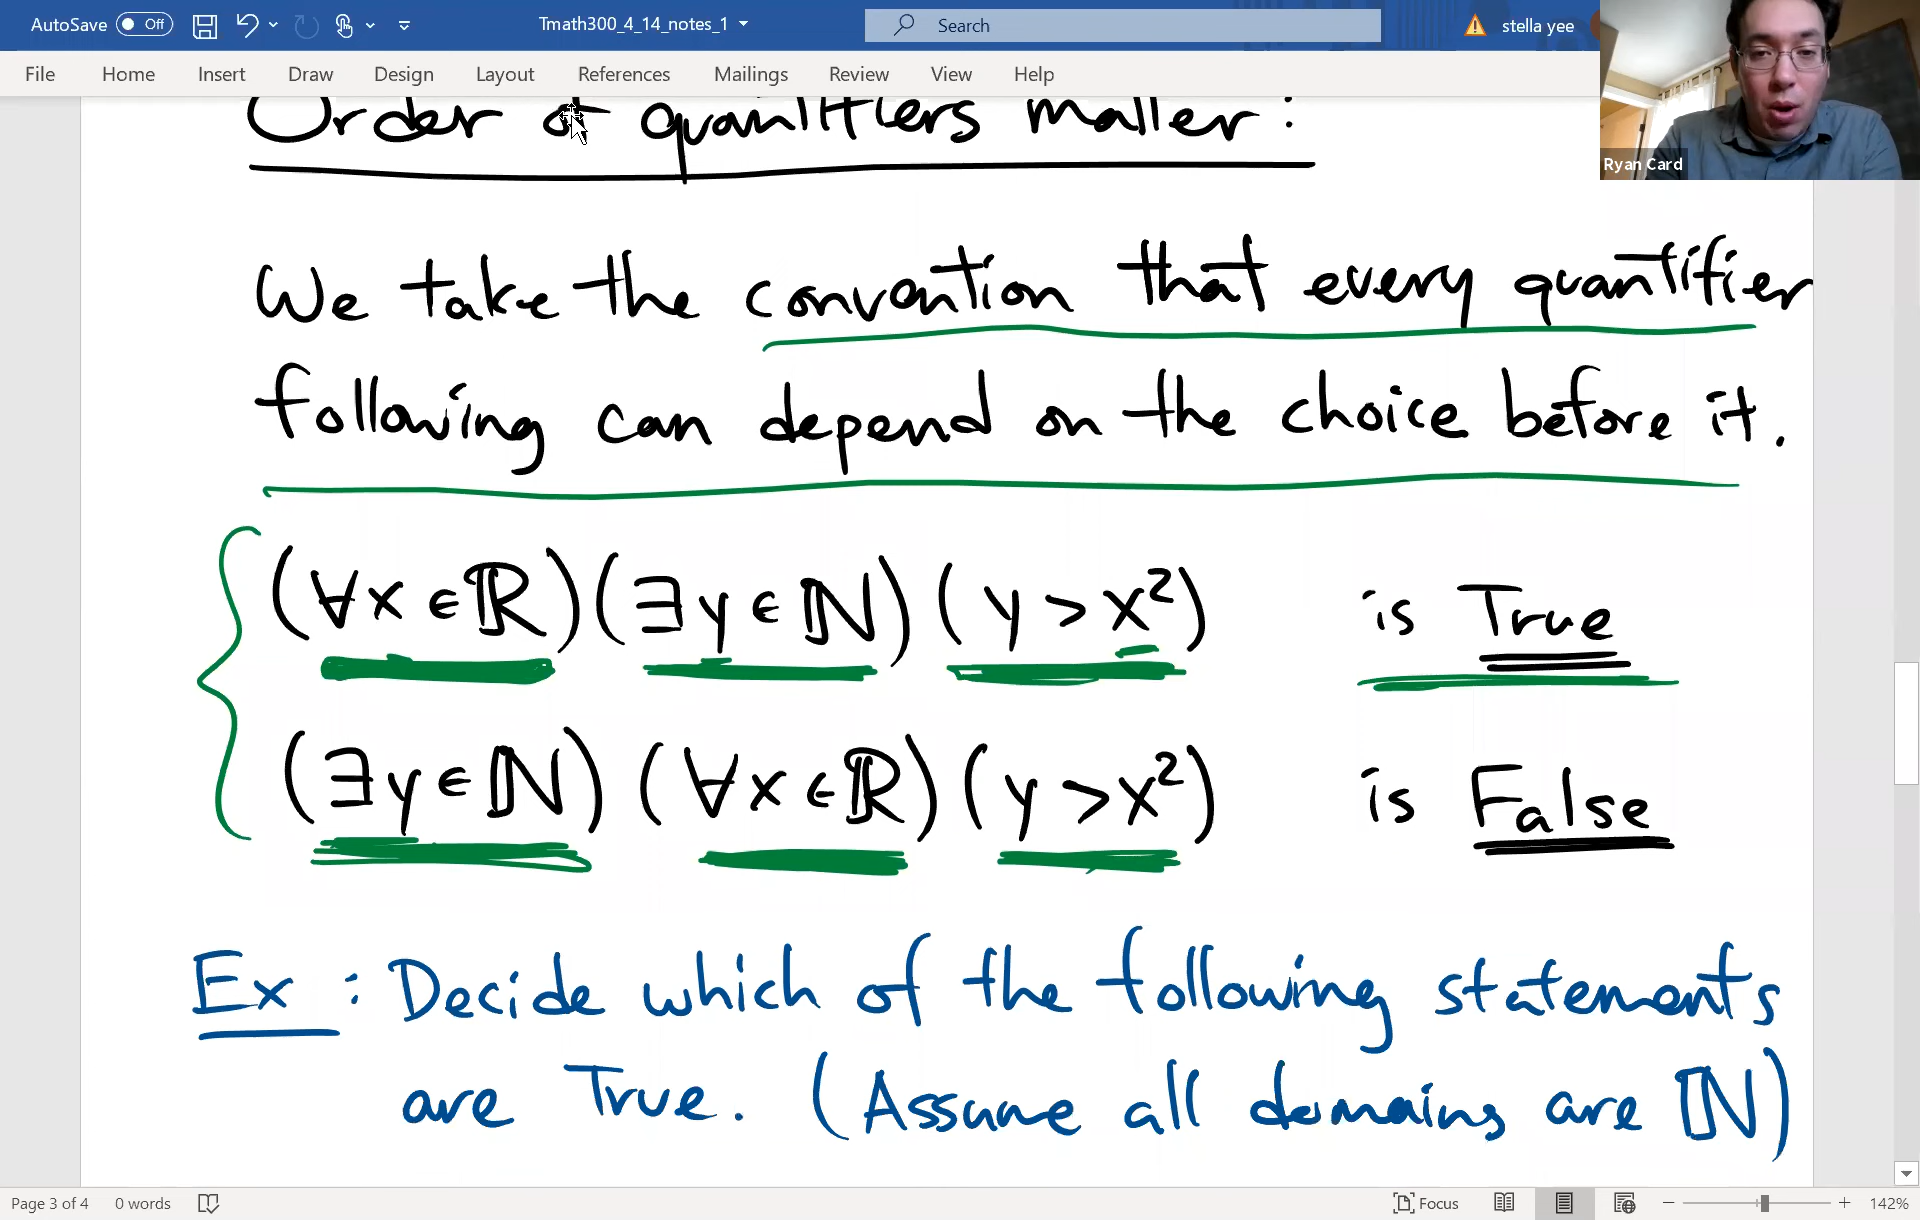 AutoSave Off Tmath300_4_14_notes_1 Search stella yee
File Home Insert Draw Design Layout References Mailings Review View Help
Ryan Card
Order of quantifiers matter:
We take the convention that every quantifier
following can depend on the choice before it.
(∀x∈ℝ)(∃y∈ℕ)(y>x²) is True
(∃y∈ℕ)(∀x∈ℝ)(y>x²) is False
Ex: Decide which of the following statements
are True. (Assume all domains are ℕ)
Page 3 of 4 0 words Focus 142%